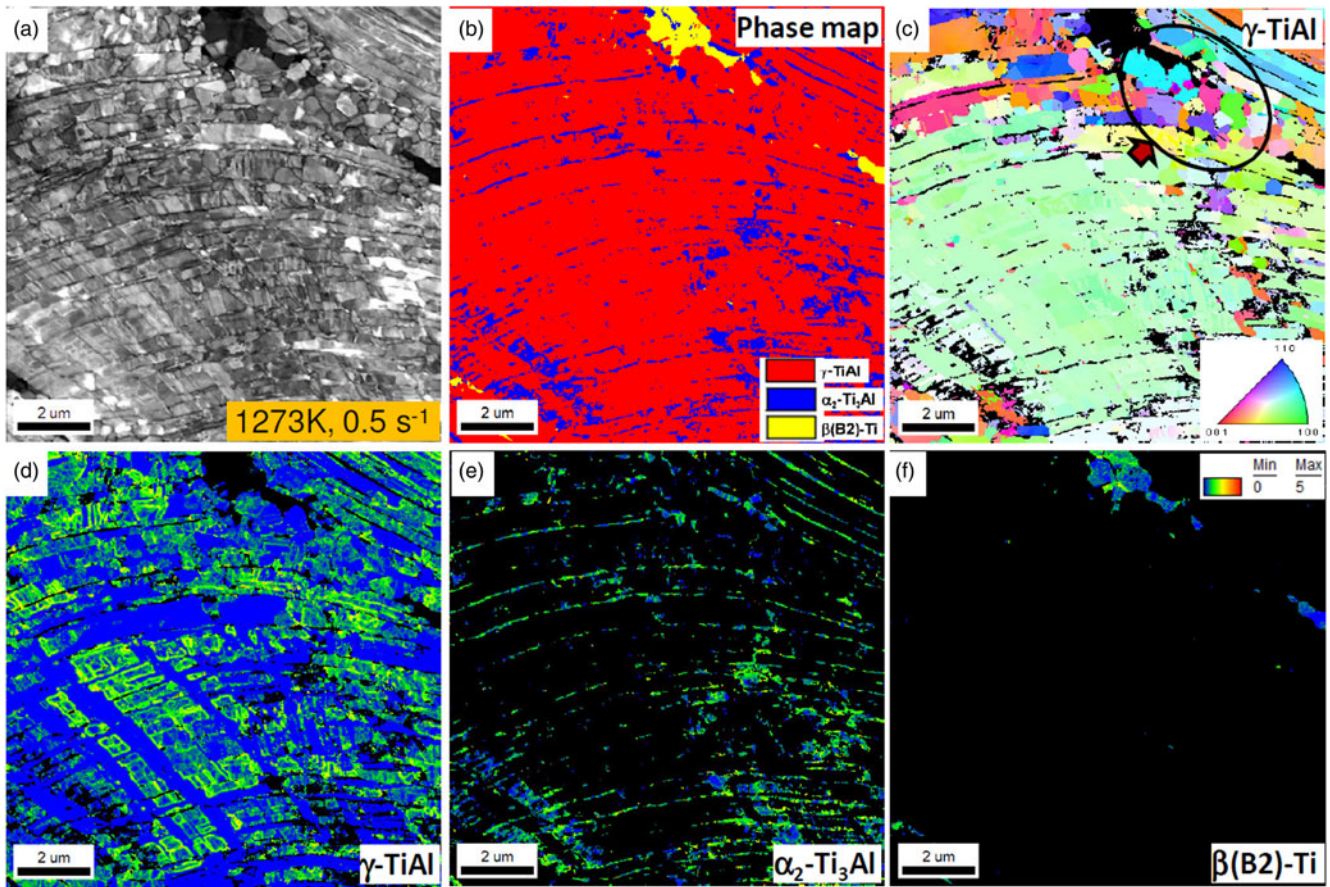 (a)
2 um
1273K, 0.5 s⁻¹
(b)
Phase map
γ-TiAl
α₂-Ti₃Al
β(B2)-Ti
2 um
(c)
γ-TiAl
110
001
100
2 um
(d)
2 um
γ-TiAl
(e)
2 um
α₂-Ti₃Al
(f)
Min Max
0 5
2 um
β(B2)-Ti